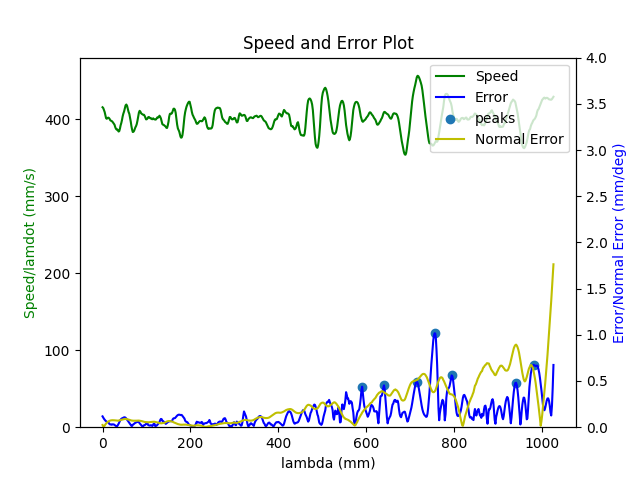 Speed and Error Plot
Speed
Error
peaks
Normal Error
Speed/lamdot (mm/s)
400
300
200
100
0
4.0
3.5
3.0
2.5
2.0
1.5
1.0
0.5
0.0
Error/Normal Error (mm/deg)
0 200 400 600 800 1000
lambda (mm)